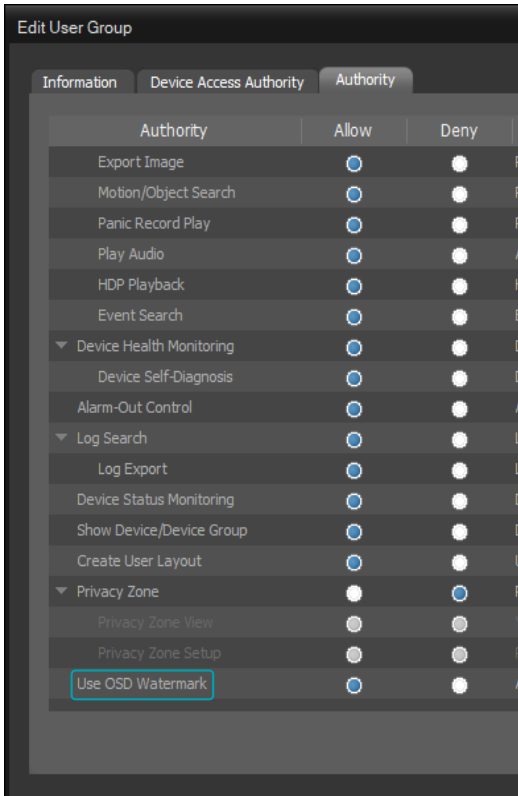 Edit User Group
Information Device Access Authority Authority
Authority Allow Deny
Export Image
Motion/Object Search
Panic Record Play
Play Audio
HDP Playback
Event Search
Device Health Monitoring
Device Self-Diagnosis
Alarm-Out Control
Log Search
Log Export
Device Status Monitoring
Show Device/Device Group
Create User Layout
Privacy Zone
Privacy Zone View
Privacy Zone Setup
Use OSD Watermark